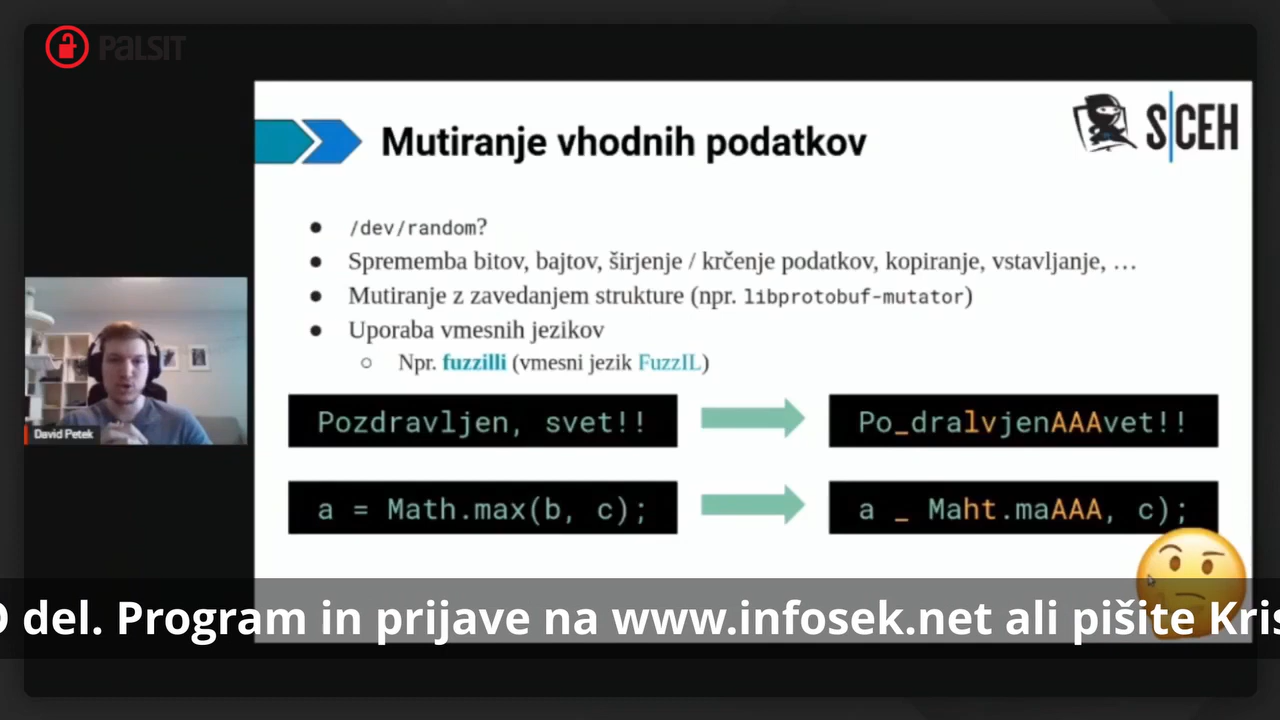 PALSIT
Mutiranje vhodnih podatkov
S|CEH
/dev/random?
Sprememba bitov, bajtov, širjenje / krčenje podatkov, kopiranje, vstavljanje, …
Mutiranje z zavedanjem strukture (npr. libprotobuf-mutator)
Uporaba vmesnih jezikov
Npr. fuzzilli (vmesni jezik FuzzIL)
Pozdravljen, svet!!
Po_dralvjenAAAvet!!
a = Math.max(b, c);
a _ Maht.maAAA, c);
David Petek
del. Program in prijave na www.infosek.net ali pišite Kris